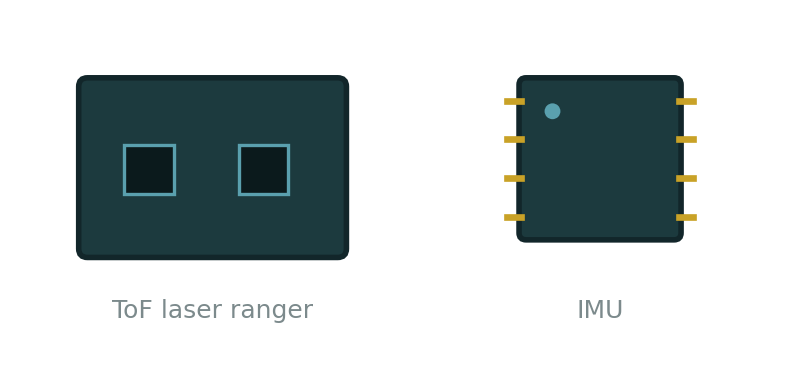 ToF laser ranger
IMU